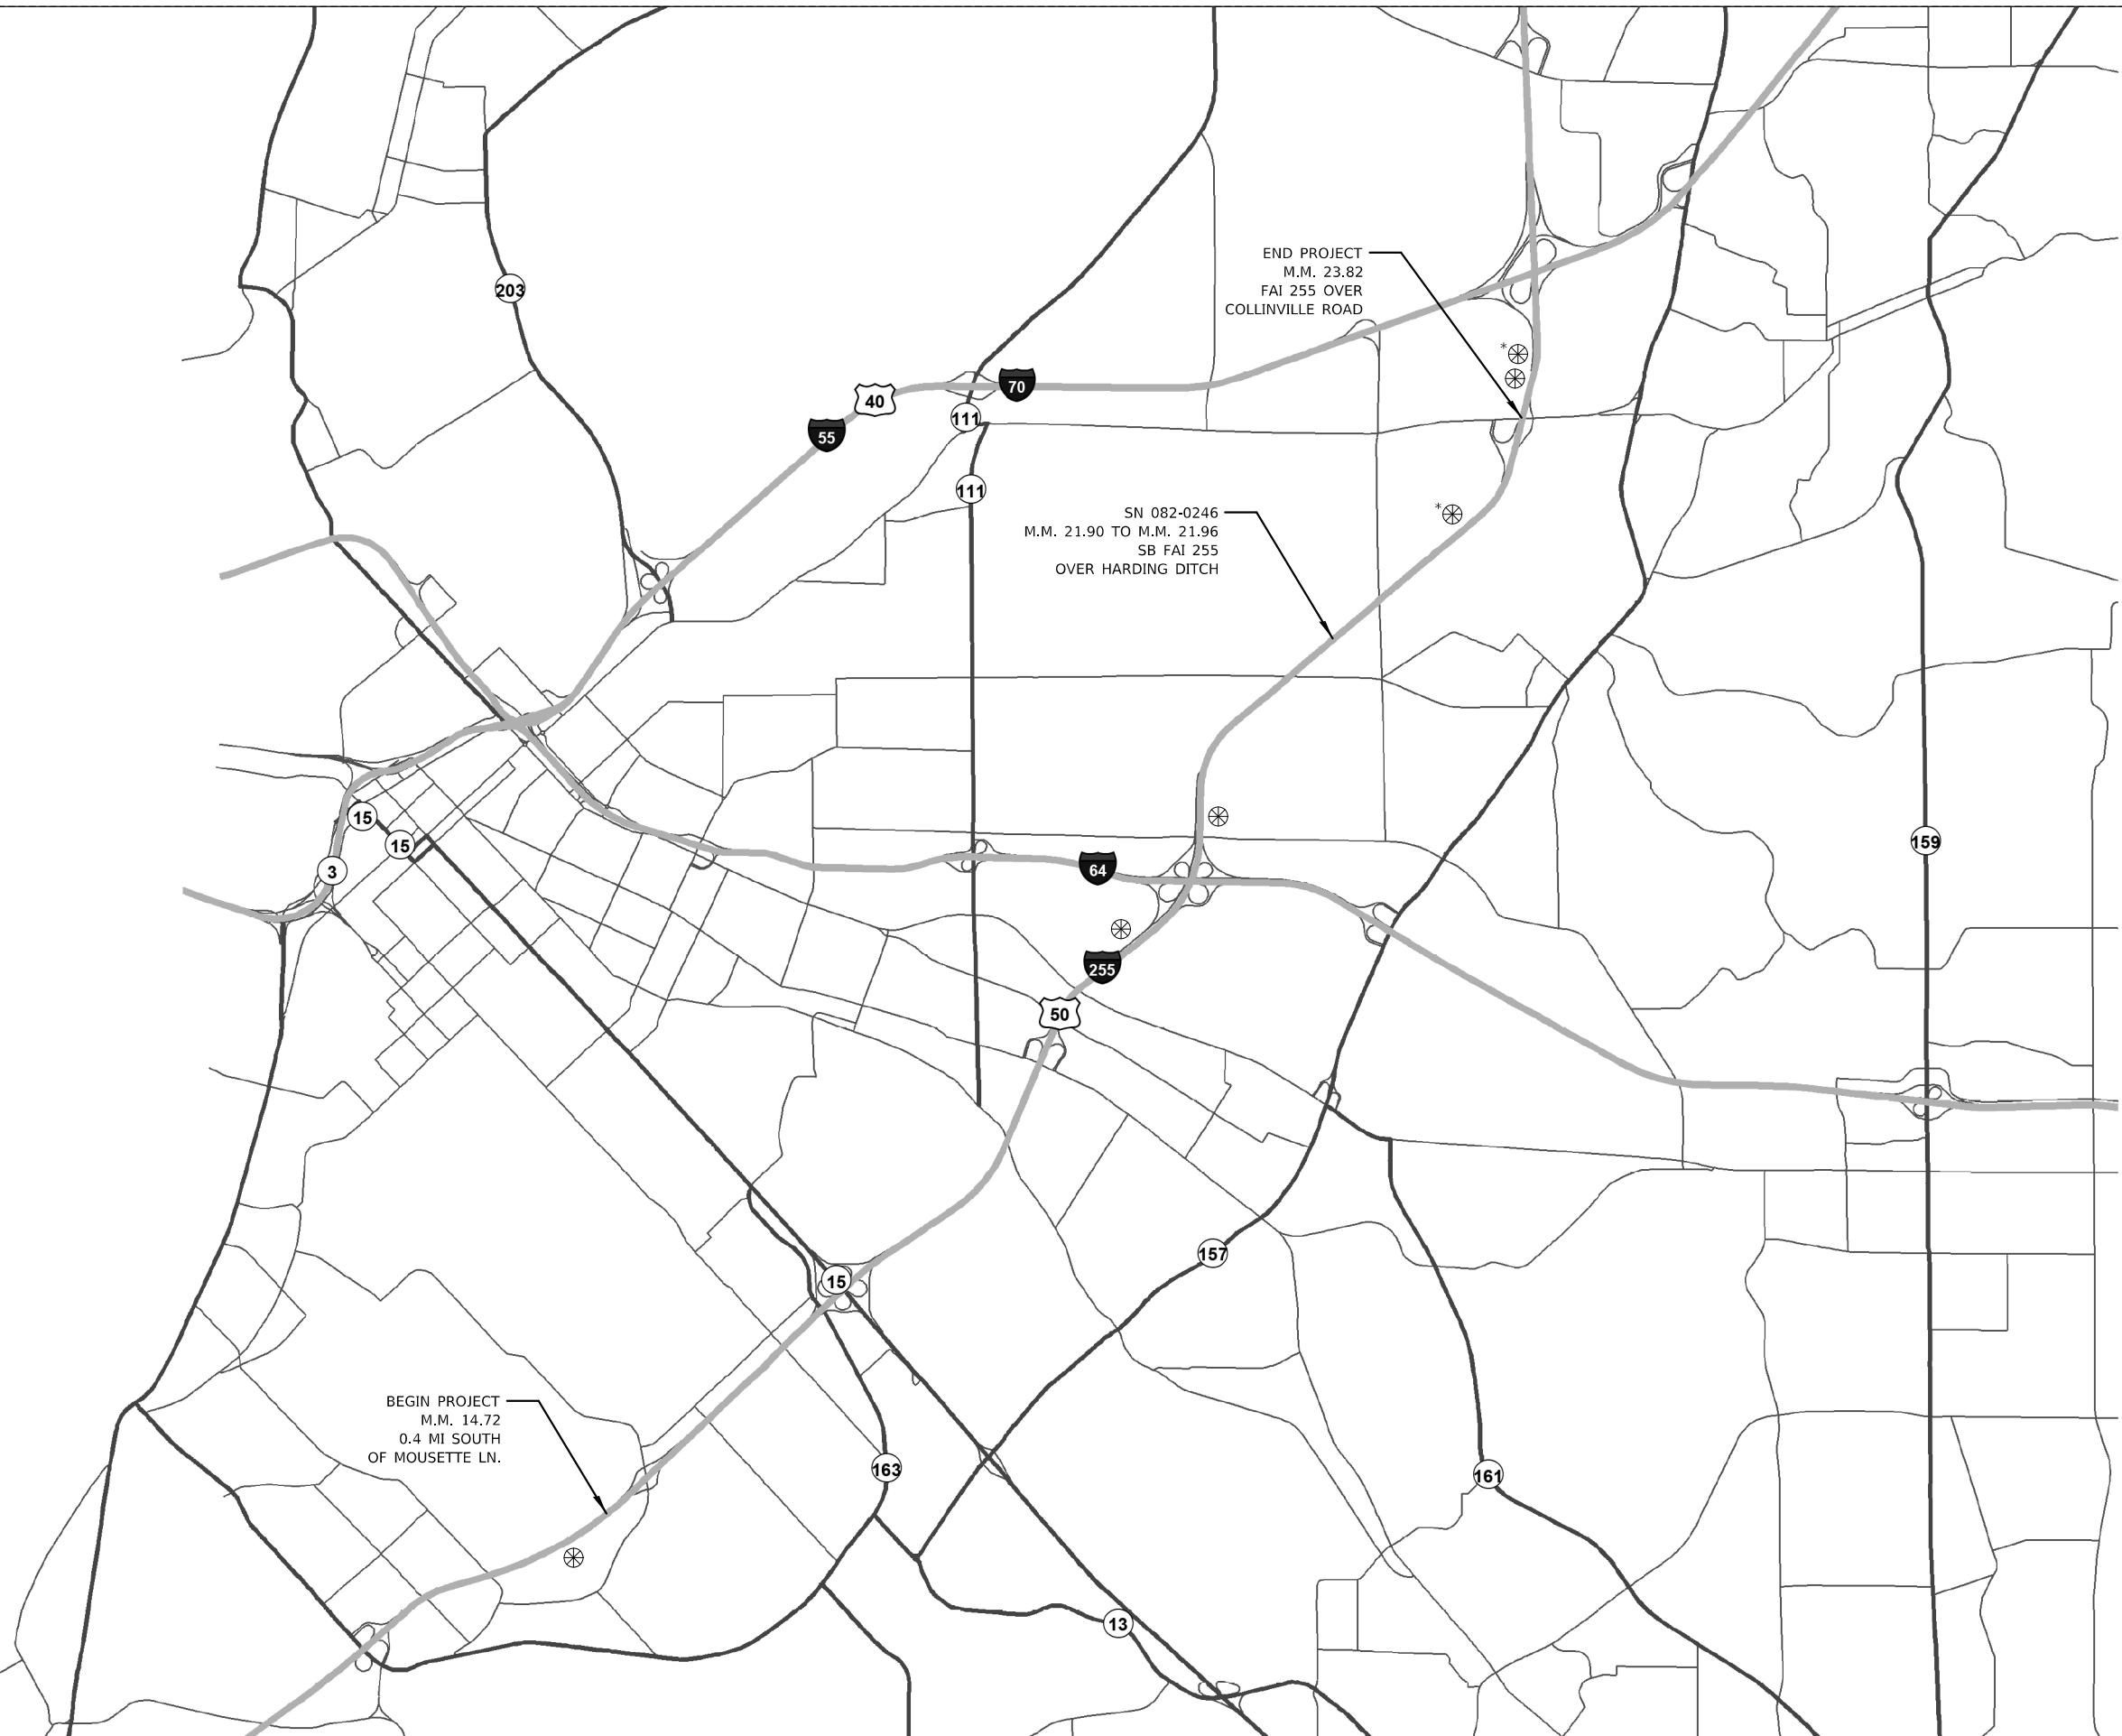 END PROJECT
M.M. 23.82
FAI 255 OVER
COLLINVILLE ROAD
203
*
70
40
111
55
111
SN 082-0246
M.M. 21.90 TO M.M. 21.96
SB FAI 255
OVER HARDING DITCH
*
15
15
3
64
159
255
50
157
15
BEGIN PROJECT
M.M. 14.72
0.4 MI SOUTH
OF MOUSETTE LN.
163
161
13